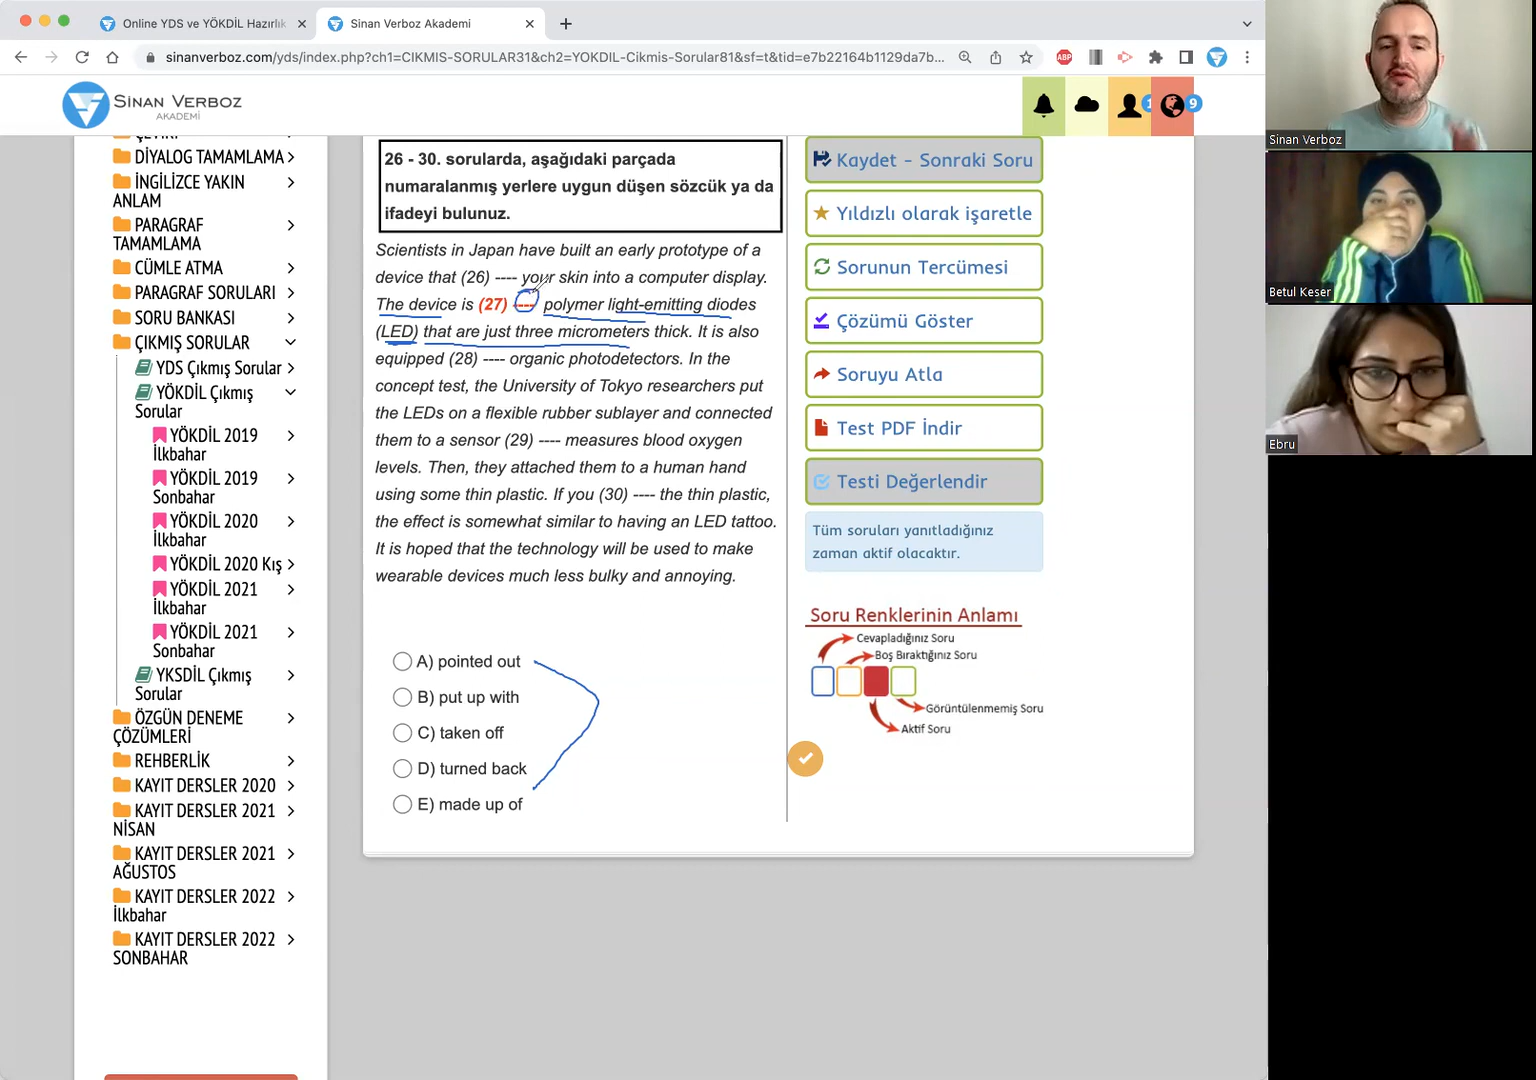 Online YDS ve YÖKDİL Hazırlık
Sinan Verboz Akademi
sinanverboz.com/yds/index.php?ch1=CIKMIS-SORULAR31&ch2=YOKDIL-Cikmis-Sorular81&sf=t&tid=e7b22164b1129da7b...
SİNAN VERBOZ
AKADEMİ
1
9
ÇEVİRİ
DİYALOG TAMAMLAMA
İNGİLİZCE YAKIN
ANLAM
PARAGRAF
TAMAMLAMA
CÜMLE ATMA
PARAGRAF SORULARI
SORU BANKASI
ÇIKMIŞ SORULAR
YDS Çıkmış Sorular
YÖKDİL Çıkmış
Sorular
YÖKDİL 2019
İlkbahar
YÖKDİL 2019
Sonbahar
YÖKDİL 2020
İlkbahar
YÖKDİL 2020 Kış
YÖKDİL 2021
İlkbahar
YÖKDİL 2021
Sonbahar
YKSDİL Çıkmış
Sorular
ÖZGÜN DENEME
ÇÖZÜMLERİ
REHBERLİK
KAYIT DERSLER 2020
KAYIT DERSLER 2021
NİSAN
KAYIT DERSLER 2021
AĞUSTOS
KAYIT DERSLER 2022
İlkbahar
KAYIT DERSLER 2022
SONBAHAR
26 - 30. sorularda, aşağıdaki parçada
numaralanmış yerlere uygun düşen sözcük ya da
ifadeyi bulunuz.
Scientists in Japan have built an early prototype of a
device that (26) ---- your skin into a computer display.
The device is (27) ---- polymer light-emitting diodes
(LED) that are just three micrometers thick. It is also
equipped (28) ---- organic photodetectors. In the
concept test, the University of Tokyo researchers put
the LEDs on a flexible rubber sublayer and connected
them to a sensor (29) ---- measures blood oxygen
levels. Then, they attached them to a human hand
using some thin plastic. If you (30) ---- the thin plastic,
the effect is somewhat similar to having an LED tattoo.
It is hoped that the technology will be used to make
wearable devices much less bulky and annoying.
A) pointed out
B) put up with
C) taken off
D) turned back
E) made up of
Kaydet - Sonraki Soru
Yıldızlı olarak işaretle
Sorunun Tercümesi
Çözümü Göster
Soruyu Atla
Test PDF İndir
Testi Değerlendir
Tüm soruları yanıtladığınız
zaman aktif olacaktır.
Soru Renklerinin Anlamı
Cevapladığınız Soru
Boş Bıraktığınız Soru
Görüntülenmemiş Soru
Aktif Soru
Sinan Verboz
Betul Keser
Ebru
ABP